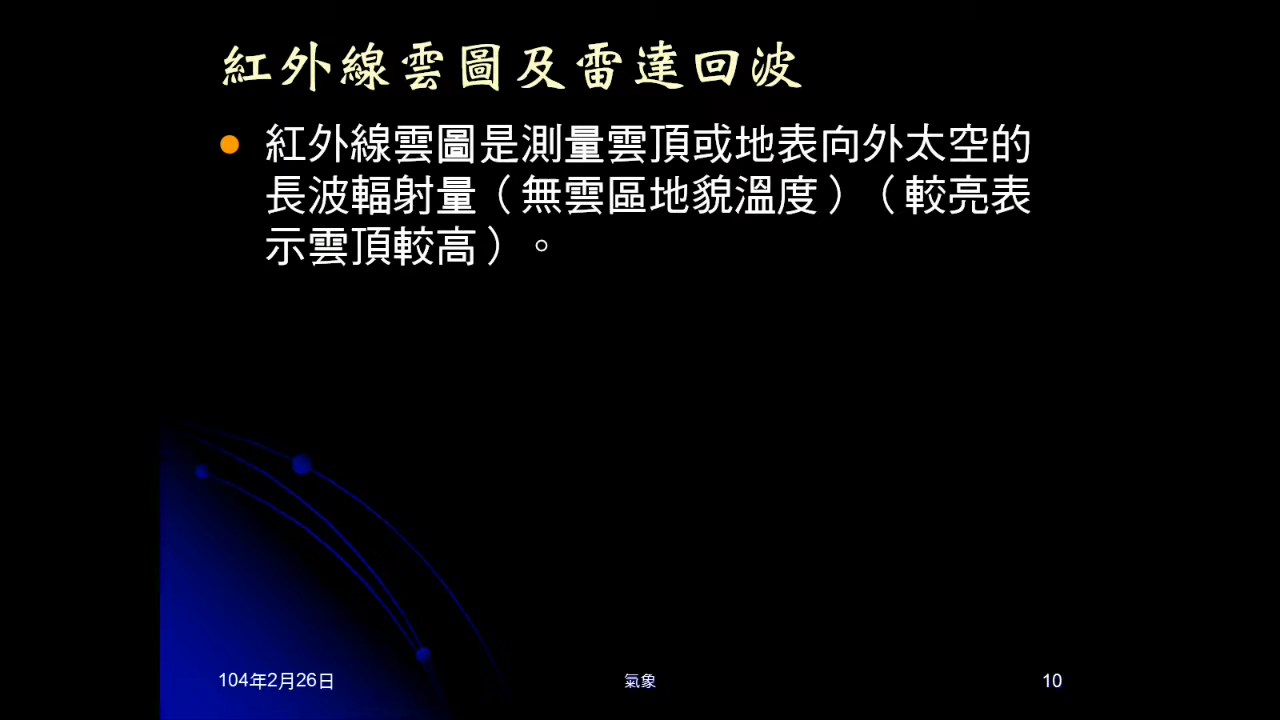 紅外線雲圖及雷達回波
紅外線雲圖是測量雲頂或地表向外太空的
長波輻射量（無雲區地貌溫度）（較亮表
示雲頂較高）。
104年2月26日
氣象
10